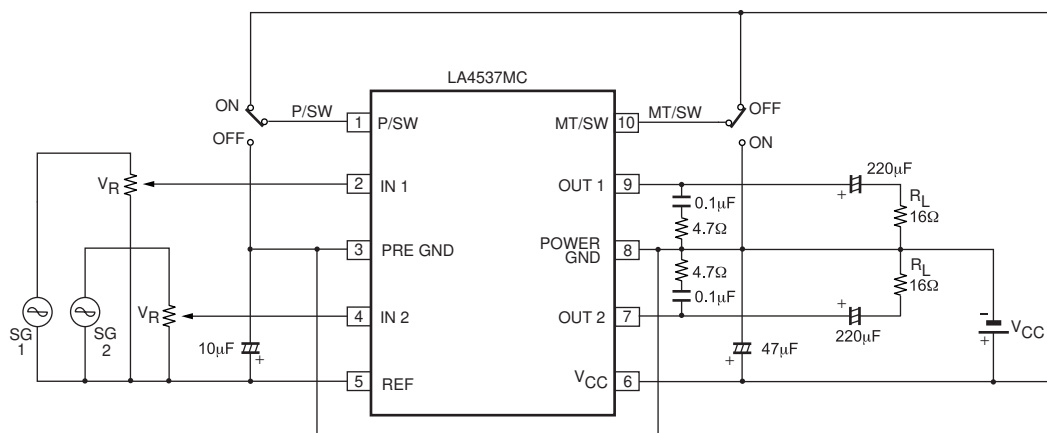 LA4537MC
ON
P/SW
OFF
1
P/SW
MT/SW
10
MT/SW
OFF
ON
VR
2
IN 1
OUT 1
9
220μF
+
0.1μF
4.7Ω
RL
16Ω
3
PRE GND
POWER
GND
8
4.7Ω
0.1μF
RL
16Ω
SG
1
SG
2
VR
4
IN 2
OUT 2
7
+
220μF
-
+
VCC
10μF
+
47μF
+
5
REF
VCC
6